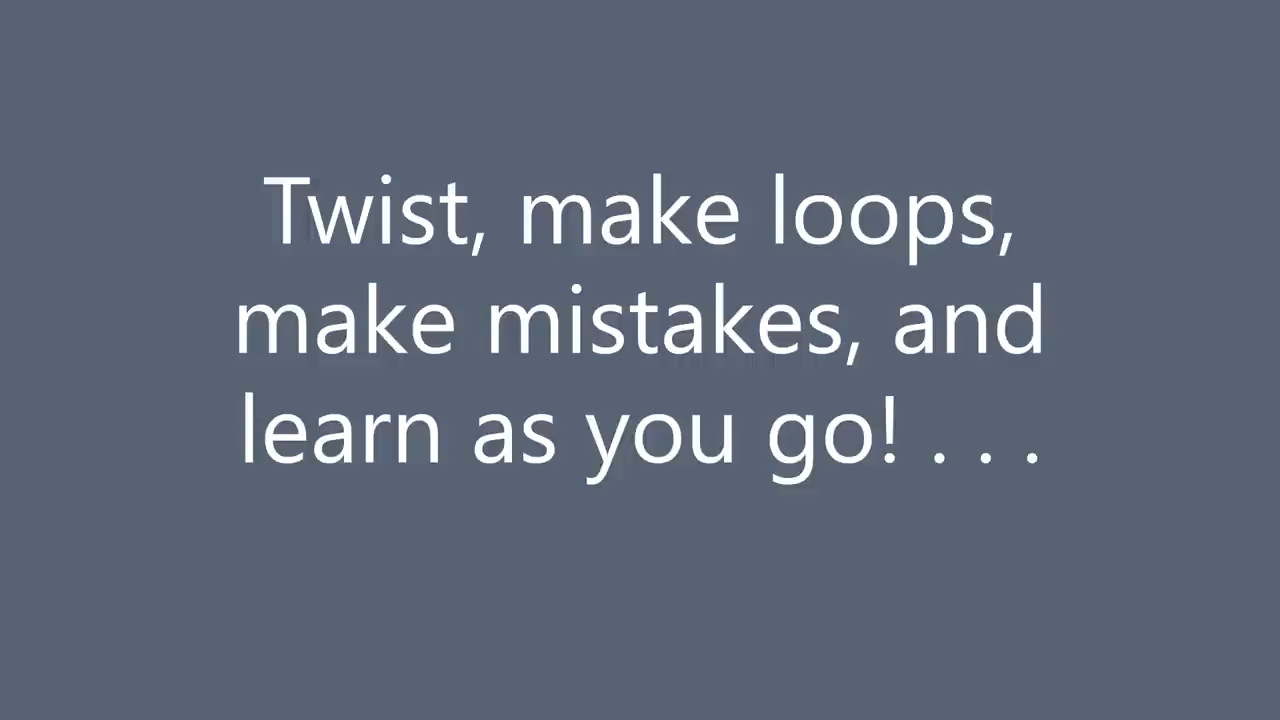 Twist, make loops,
make mistakes, and
learn as you go! . . .